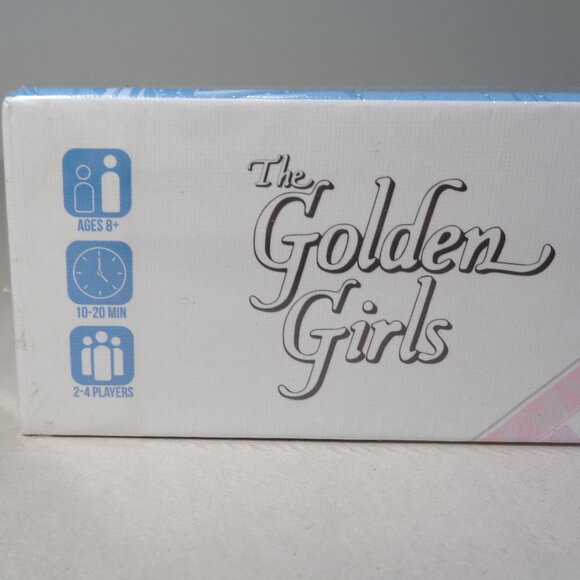 AGES 8+
10-20 MIN
2-4 PLAYERS
The
Golden
Girls